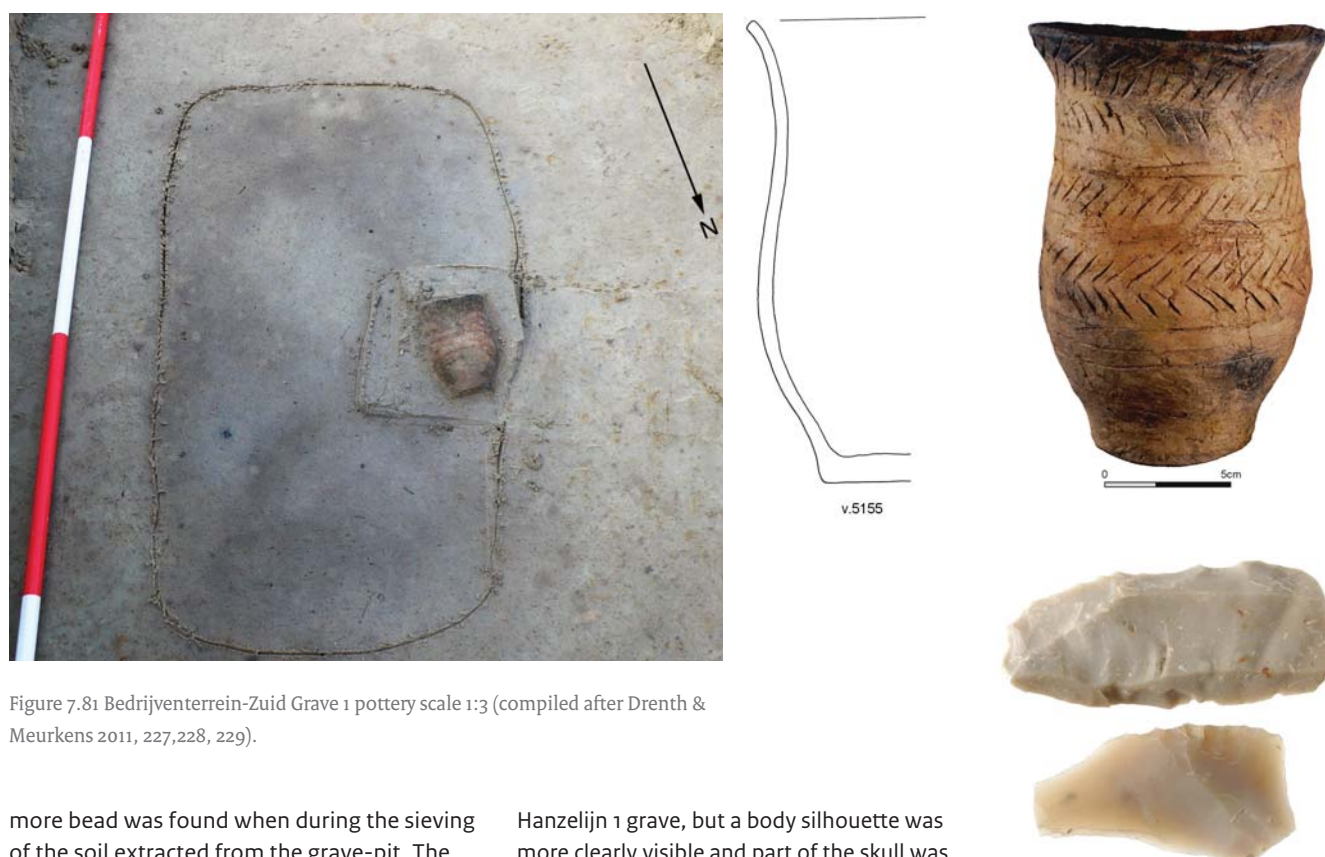 N
v.5155
0 5cm
Figure 7.81 Bedrijventerrein-Zuid Grave 1 pottery scale 1:3 (compiled after Drenth &
Meurkens 2011, 227,228, 229).
more bead was found when during the sieving
of the soil extracted from the grave-pit. The
Hanzelijn 1 grave, but a body silhouette was
more clearly visible and part of the skull was